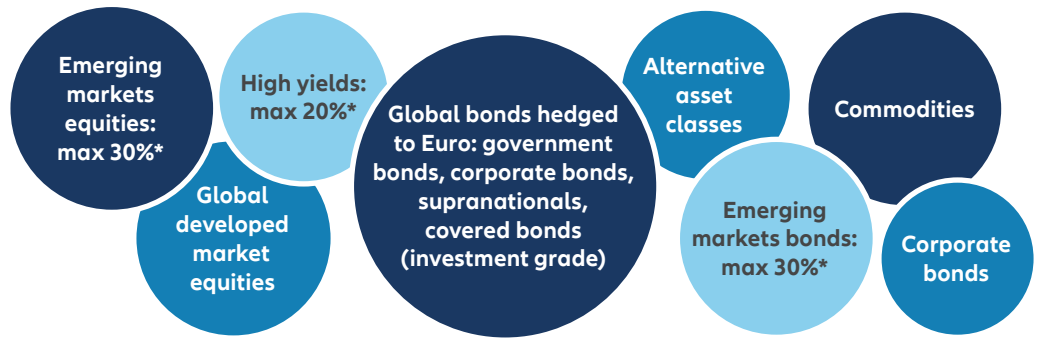 Emerging
markets
equities:
max 30%*
High yields:
max 20%*
Global
developed
market
equities
Global bonds hedged
to Euro: government
bonds, corporate bonds,
supranationals,
covered bonds
(investment grade)
Alternative
asset
classes
Emerging
markets bonds:
max 30%*
Commodities
Corporate
bonds